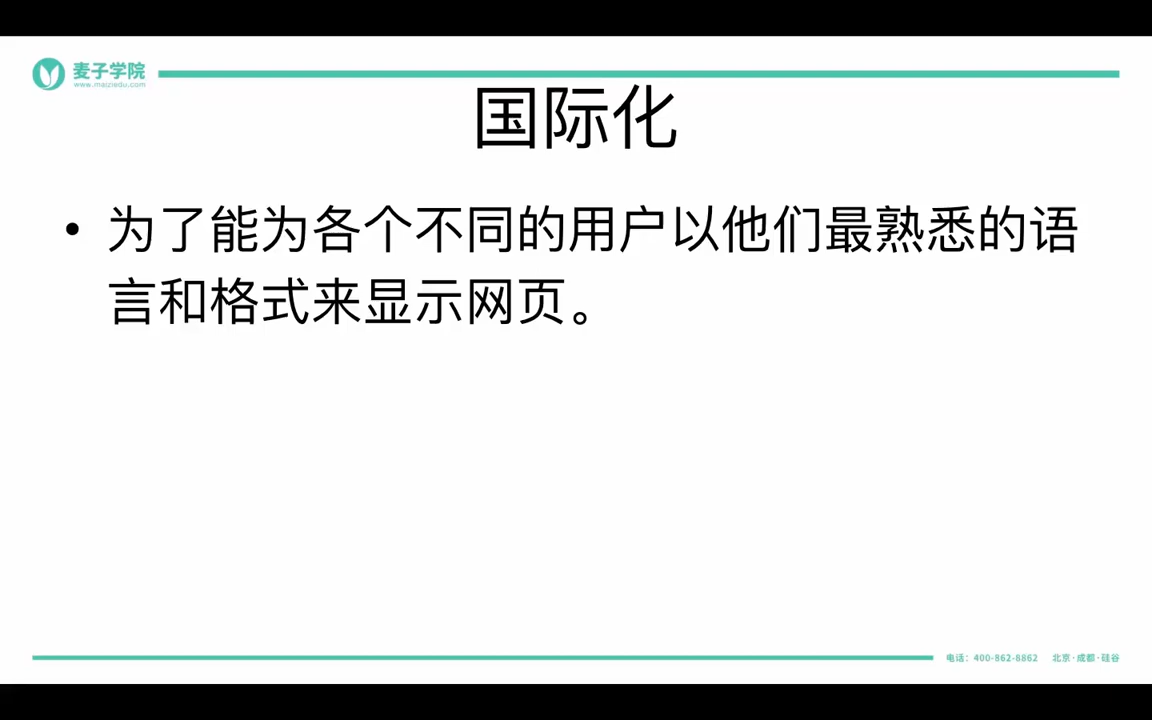 麦子学院
www.maiziedu.com
国际化
• 为了能为各个不同的用户以他们最熟悉的语
言和格式来显示网页。
电话：400-862-8862 北京·成都·硅谷